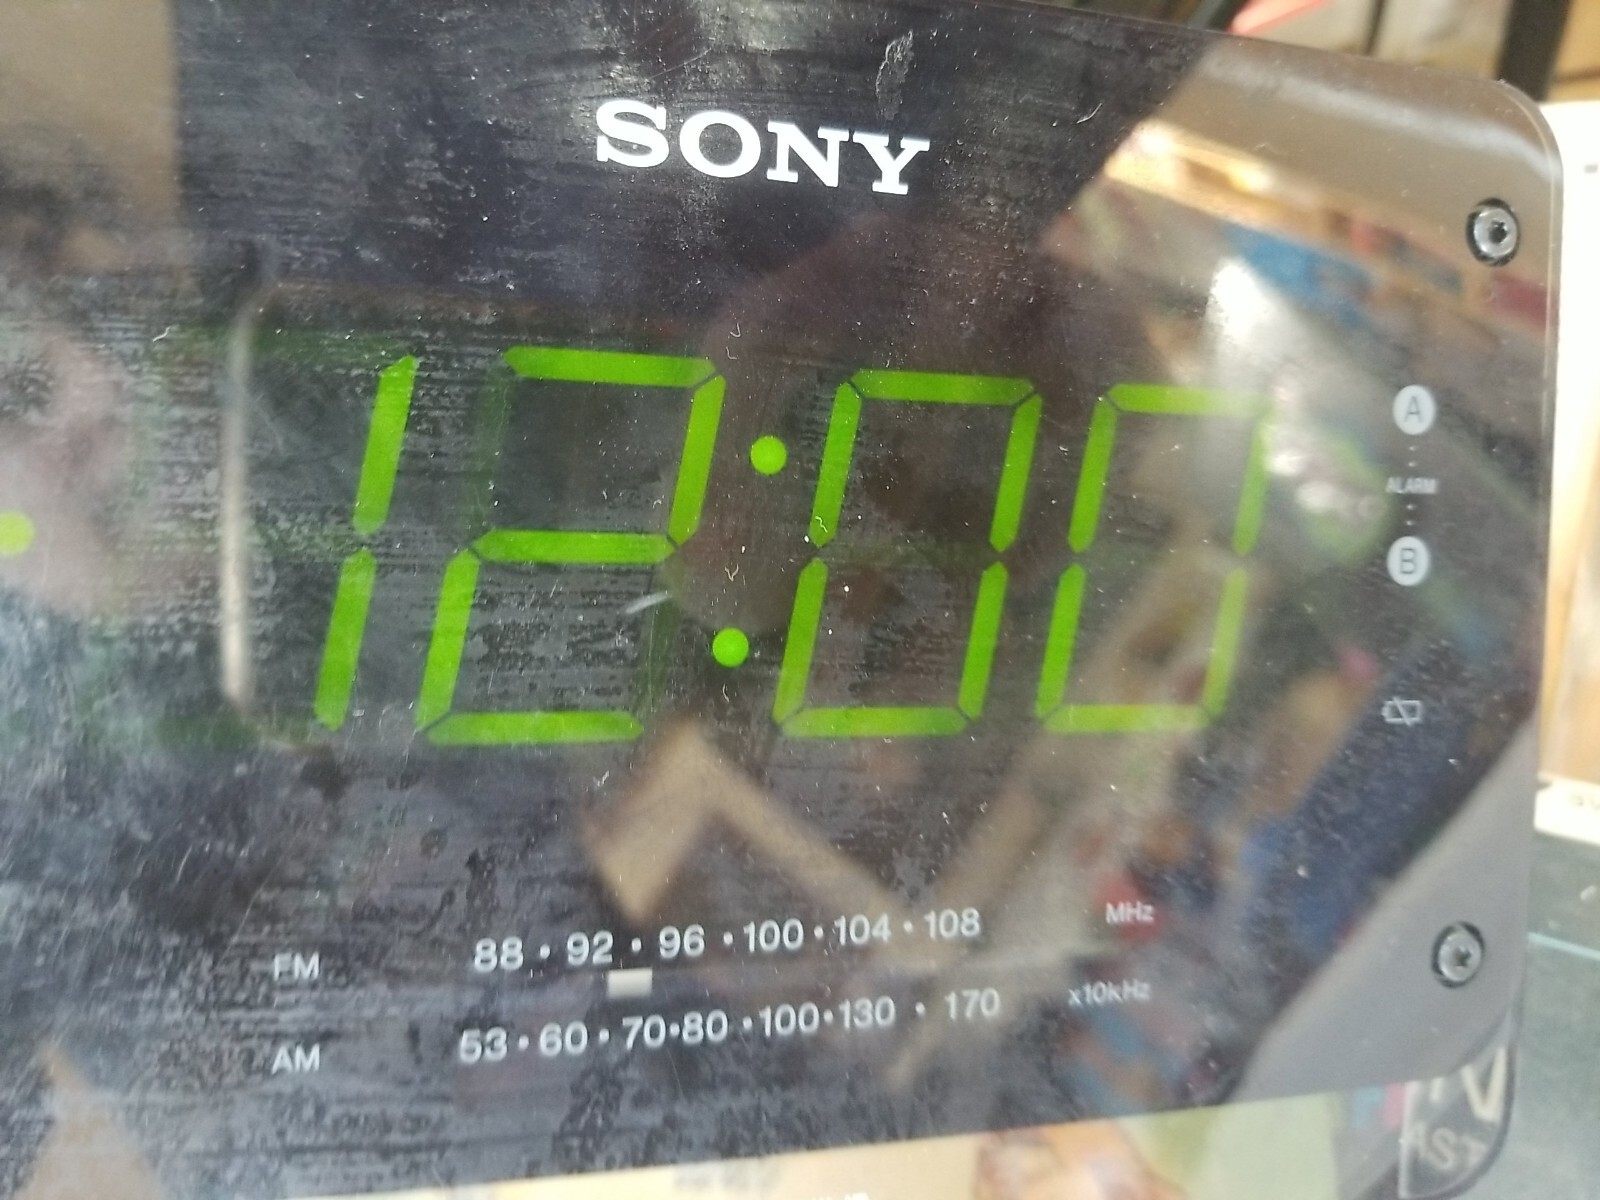 SONY
12:00
A
ALARM
B
FM 88 • 92 • 96 • 100 • 104 • 108 MHz
AM 53 • 60 • 70 • 80 • 100 • 130 • 170 x10kHz